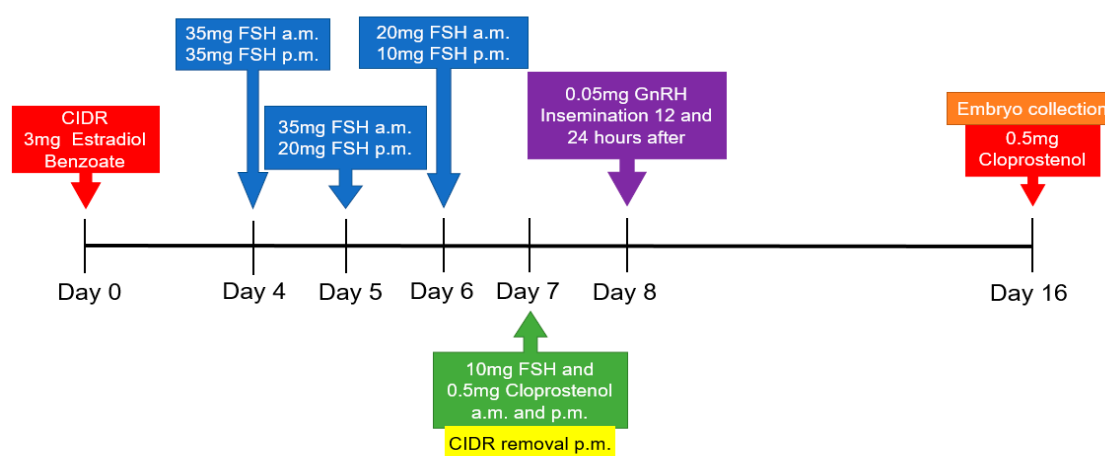 35mg FSH a.m.
35mg FSH p.m.
20mg FSH a.m.
10mg FSH p.m.
CIDR
3mg Estradiol
Benzoate
35mg FSH a.m.
20mg FSH p.m.
0.05mg GnRH
Insemination 12 and
24 hours after
Embryo collection
0.5mg
Cloprostenol
Day 0
Day 4
Day 5
Day 6
Day 7
Day 8
Day 16
10mg FSH and
0.5mg Cloprostenol
a.m. and p.m.
CIDR removal p.m.